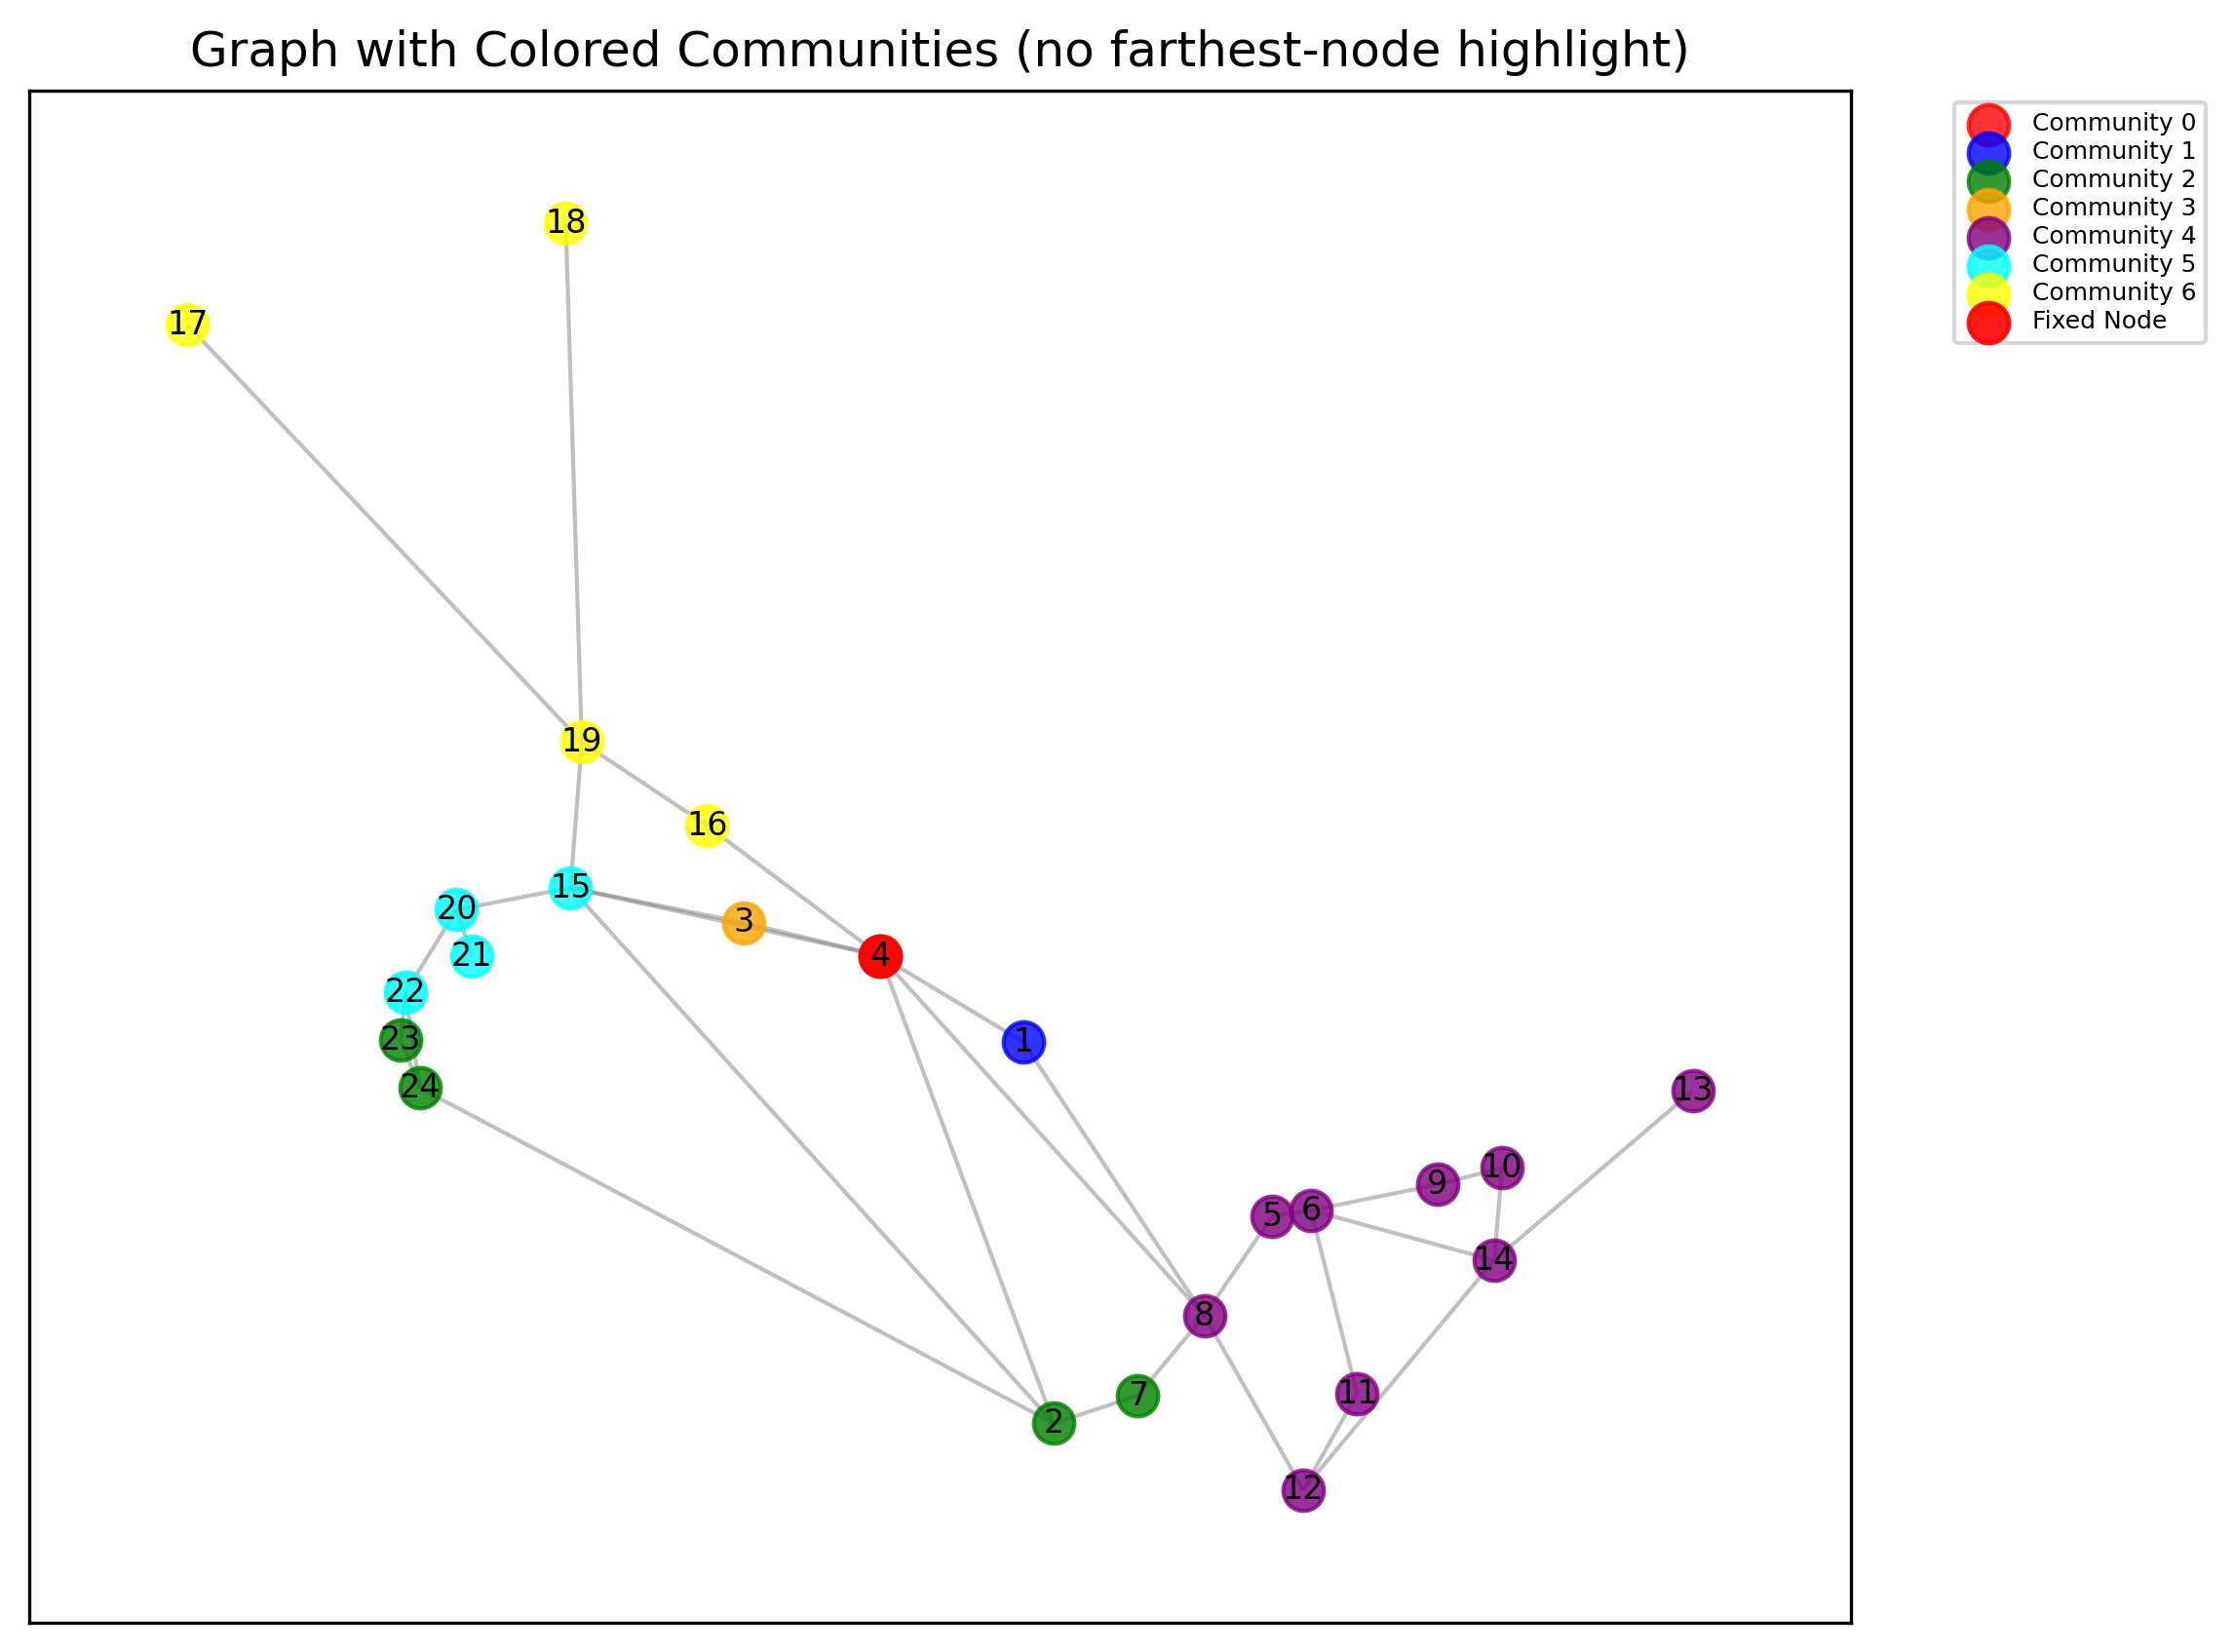 Graph with Colored Communities (no farthest-node highlight)
Community 0
Community 1
Community 2
Community 3
Community 4
Community 5
Community 6
Fixed Node
18
17
19
16
15
20
3
21
4
22
23
1
24
13
10
9
6
5
14
8
11
7
2
12